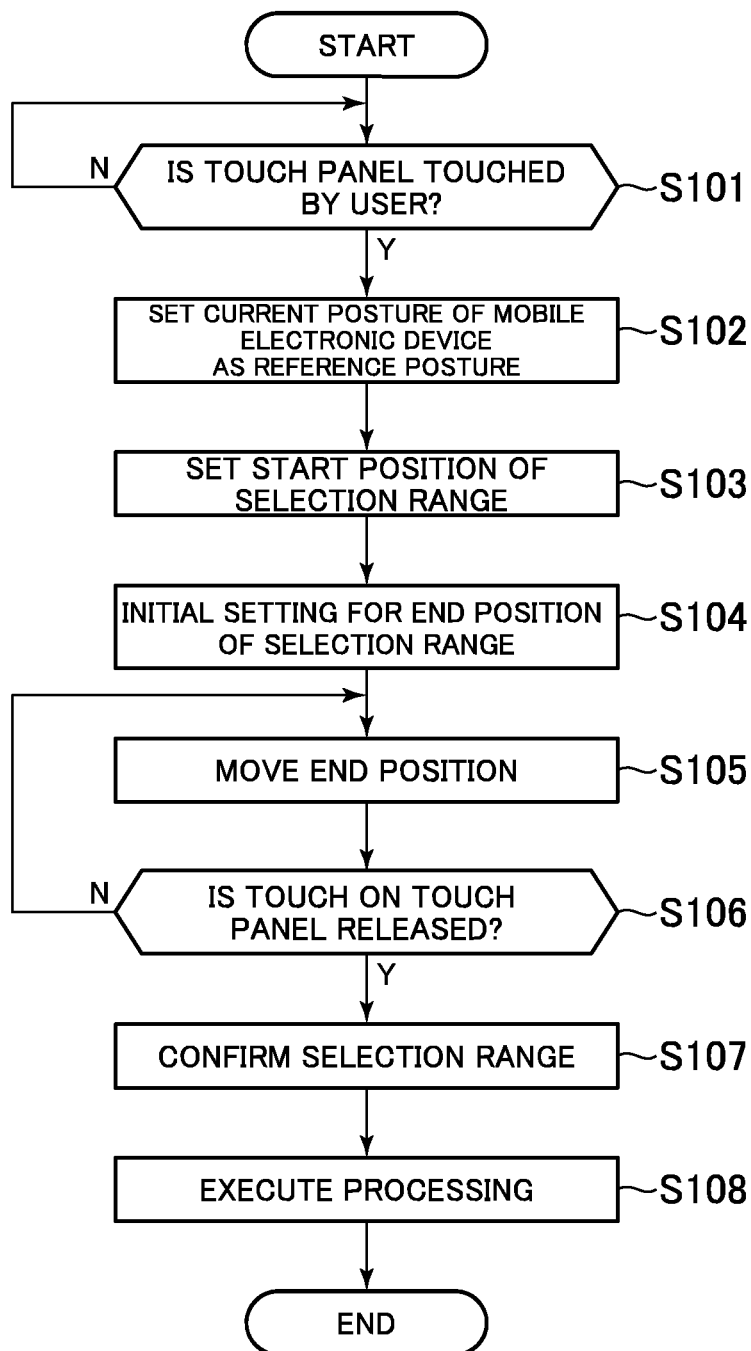 START
N
IS TOUCH PANEL TOUCHED
BY USER?
S101
Y
SET CURRENT POSTURE OF MOBILE
ELECTRONIC DEVICE
AS REFERENCE POSTURE
S102
SET START POSITION OF
SELECTION RANGE
S103
INITIAL SETTING FOR END POSITION
OF SELECTION RANGE
S104
MOVE END POSITION
S105
N
IS TOUCH ON TOUCH
PANEL RELEASED?
S106
Y
CONFIRM SELECTION RANGE
S107
EXECUTE PROCESSING
S108
END